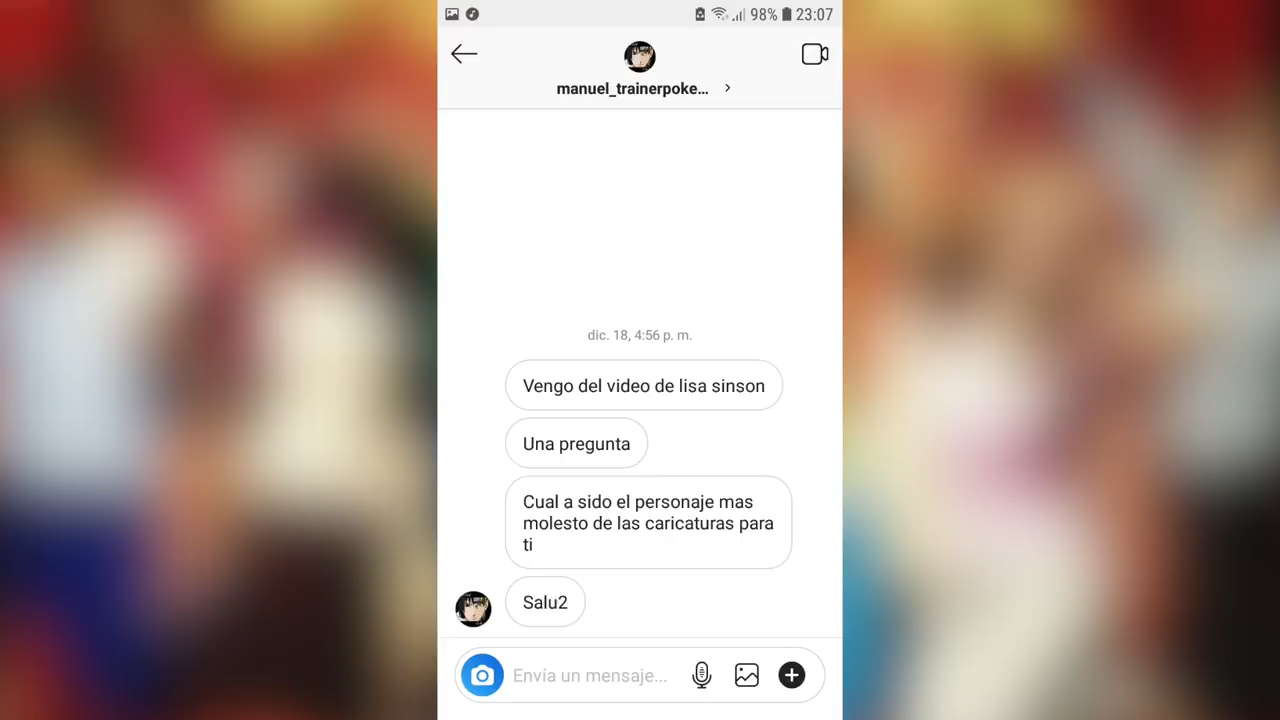 98% 23:07
manuel_trainerpoke...
dic. 18, 4:56 p. m.
Vengo del video de lisa sinson
Una pregunta
Cual a sido el personaje mas
molesto de las caricaturas para
ti
Salu2
Envía un mensaje...